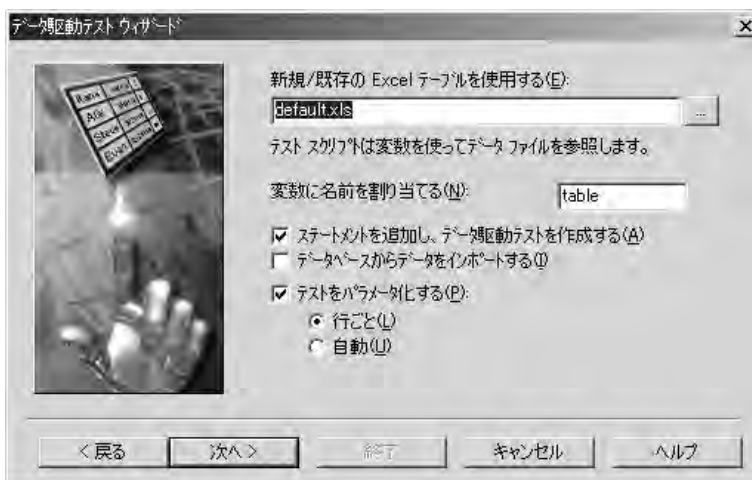 データ駆動テスト ウィザード
新規/既存の Excel テーブルを使用する(E):
default.xls
...
テスト スクリプトは変数を使ってデータ ファイルを参照します。
変数に名前を割り当てる(N):
table
ステートメントを追加し、データ駆動テストを作成する(A)
データベースからデータをインポートする(I)
テストをパラメータ化する(P):
行ごと(L)
自動(U)
< 戻る
次へ >
終了
キャンセル
ヘルプ